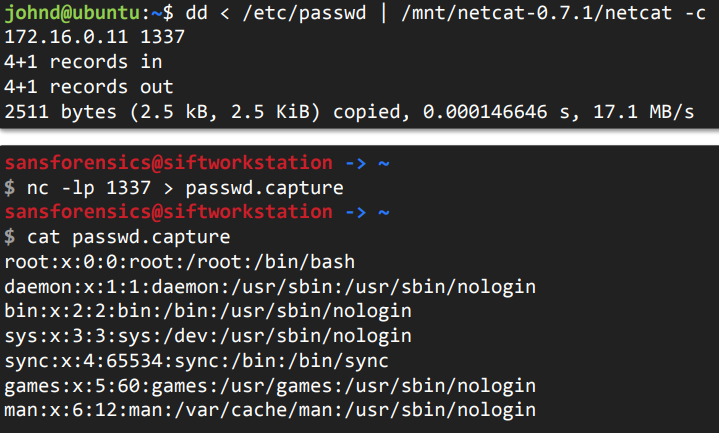 johnd@ubuntu:~$ dd < /etc/passwd | /mnt/netcat-0.7.1/netcat -c
172.16.0.11 1337
4+1 records in
4+1 records out
2511 bytes (2.5 kB, 2.5 KiB) copied, 0.000146646 s, 17.1 MB/s
sansforensics@siftworkstation -> ~
$ nc -lp 1337 > passwd.capture
sansforensics@siftworkstation -> ~
$ cat passwd.capture
root:x:0:0:root:/root:/bin/bash
daemon:x:1:1:daemon:/usr/sbin:/usr/sbin/nologin
bin:x:2:2:bin:/bin:/usr/sbin/nologin
sys:x:3:3:sys:/dev:/usr/sbin/nologin
sync:x:4:65534:sync:/bin:/bin/sync
games:x:5:60:games:/usr/games:/usr/sbin/nologin
man:x:6:12:man:/var/cache/man:/usr/sbin/nologin